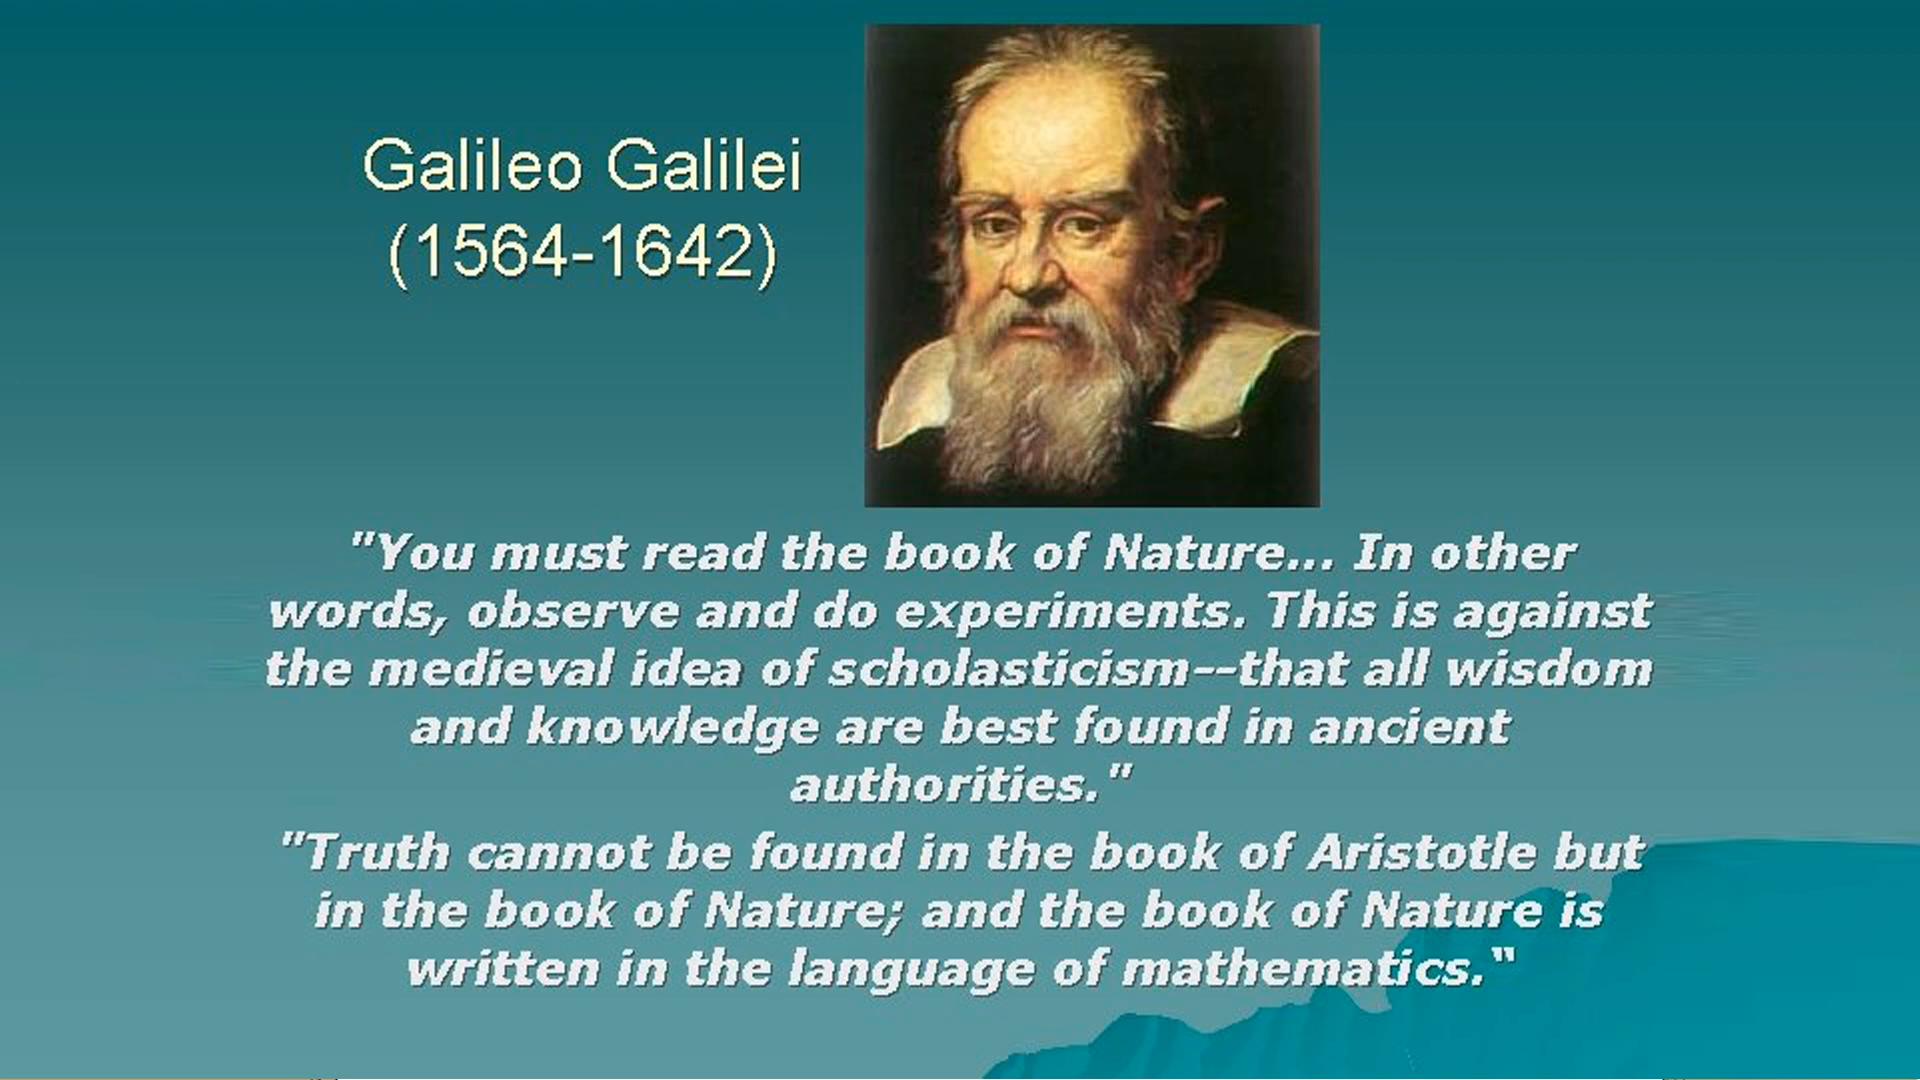 Galileo Galilei
(1564-1642)
"You must read the book of Nature... In other
words, observe and do experiments. This is against
the medieval idea of scholasticism--that all wisdom
and knowledge are best found in ancient
authorities."
"Truth cannot be found in the book of Aristotle but
in the book of Nature; and the book of Nature is
written in the language of mathematics."